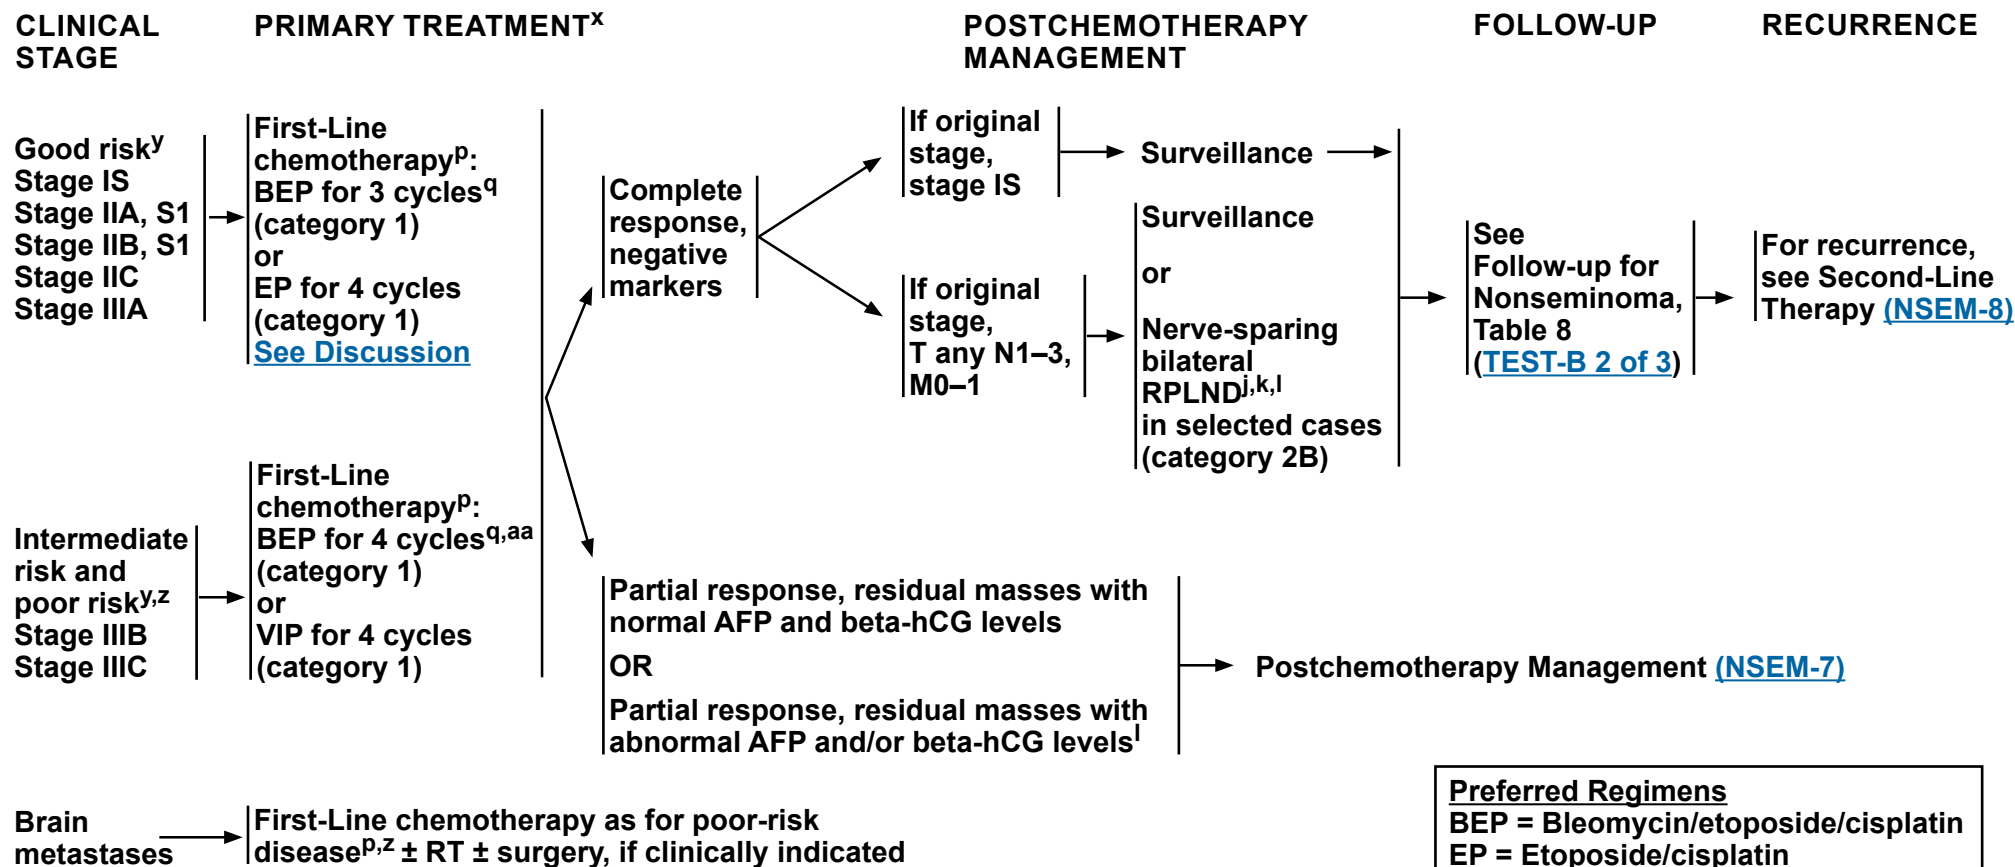 CLINICAL
STAGE
PRIMARY TREATMENTx
POSTCHEMOTHERAPY
MANAGEMENT
FOLLOW-UP
RECURRENCE
Good risky
Stage IS
Stage IIA, S1
Stage IIB, S1
Stage IIC
Stage IIIA
First-Line
chemotherapyp:
BEP for 3 cyclesq
(category 1)
or
EP for 4 cycles
(category 1)
See Discussion
Intermediate
risk and
poor risky,z
Stage IIIB
Stage IIIC
First-Line
chemotherapyp:
BEP for 4 cyclesq,aa
(category 1)
or
VIP for 4 cycles
(category 1)
Complete
response,
negative
markers
If original
stage,
stage IS
Surveillance
If original
stage,
T any N1–3,
M0–1
Surveillance
or
Nerve-sparing
bilateral
RPLNDj,k,l
in selected cases
(category 2B)
See
Follow-up for
Nonseminoma,
Table 8
(TEST-B 2 of 3)
For recurrence,
see Second-Line
Therapy (NSEM-8)
Partial response, residual masses with
normal AFP and beta-hCG levels
OR
Partial response, residual masses with
abnormal AFP and/or beta-hCG levelsl
Postchemotherapy Management (NSEM-7)
Brain
metastases
First-Line chemotherapy as for poor-risk
diseasep,z ± RT ± surgery, if clinically indicated
Preferred Regimens
BEP = Bleomycin/etoposide/cisplatin
EP = Etoposide/cisplatin